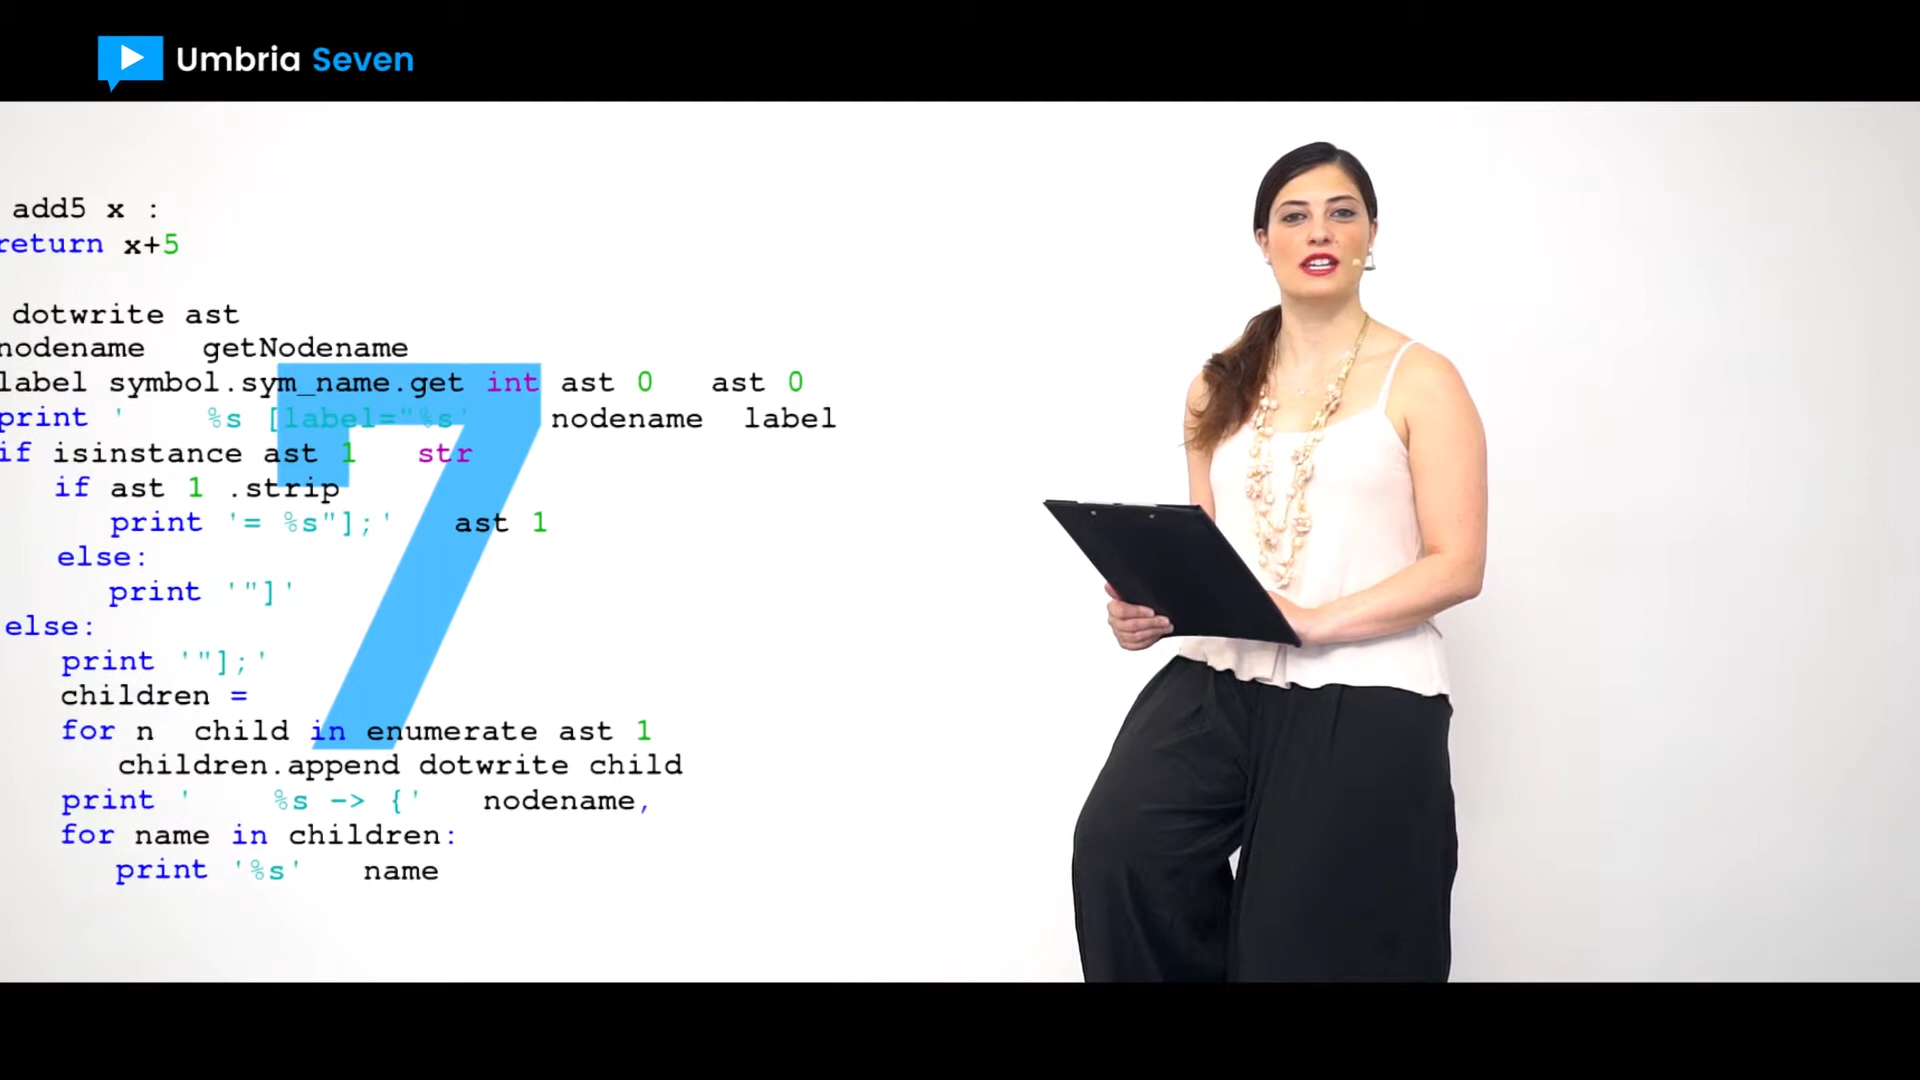 Umbria Seven
add5 x :
return x+5
dotwrite ast
nodename getNodename
label symbol.sym_name.get int ast 0 ast 0
print ' %s [label="%s' nodename label
if isinstance ast 1 str
if ast 1 .strip
print '= %s"];' ast 1
else:
print '"]'
else:
print '"];'
children =
for n child in enumerate ast 1
children.append dotwrite child
print ' %s -> {' nodename,
for name in children:
print '%s' name
7